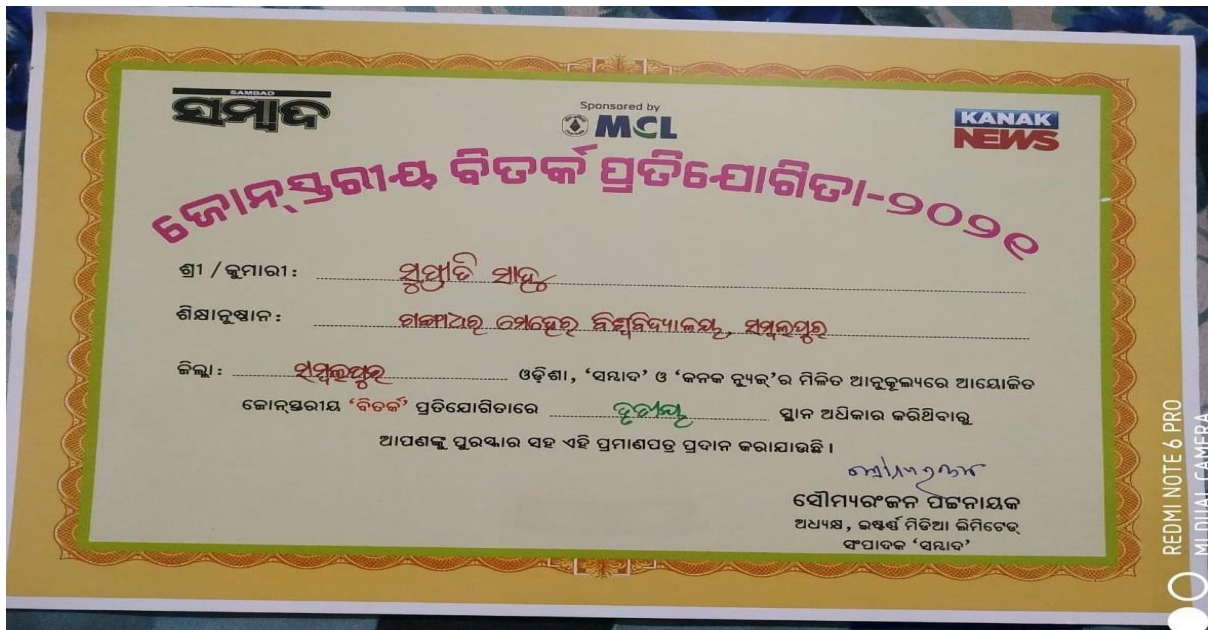 SAMBAD
ସମ୍ବାଦ
Sponsored by
MCL
KANAK
NEWS
ଜୋନ୍‌ସ୍ତରୀୟ ବିତର୍କ ପ୍ରତିଯୋଗିତା-୨୦୨୧
ଶ୍ରୀ / କୁମାରୀ : ସୁପ୍ରୀତି ସାହୁ
ଶିକ୍ଷାନୁଷ୍ଠାନ : ଗଙ୍ଗାଧର ମେହେର ବିଶ୍ୱବିଦ୍ୟାଳୟ, ସମ୍ବଲପୁର
ଜିଲ୍ଲା : ସମ୍ବଲପୁର ଓଡ଼ିଶା, ‘ସମ୍ବାଦ’ ଓ ‘କନକ ନ୍ୟୁଜ୍’ର ମିଳିତ ଆନୁକୂଲ୍ୟରେ ଆୟୋଜିତ
ଜୋନ୍‌ସ୍ତରୀୟ ‘ବିତର୍କ’ ପ୍ରତିଯୋଗିତାରେ ସ୍ଥାନ ଅଧିକାର କରିଥିବାରୁ
ଆପଣଙ୍କୁ ପୁରସ୍କାର ସହ ଏହି ପ୍ରମାଣପତ୍ର ପ୍ରଦାନ କରାଯାଉଛି ।
ସୌମ୍ୟରଂଜନ ପଟ୍ଟନାୟକ
ଅଧ୍ୟକ୍ଷ, ଇଷ୍ଟର୍ଣ୍ଣ ମିଡିଆ ଲିମିଟେଡ୍
ସଂପାଦକ ‘ସମ୍ବାଦ’
REDMI NOTE 6 PRO
MI DUAL CAMERA